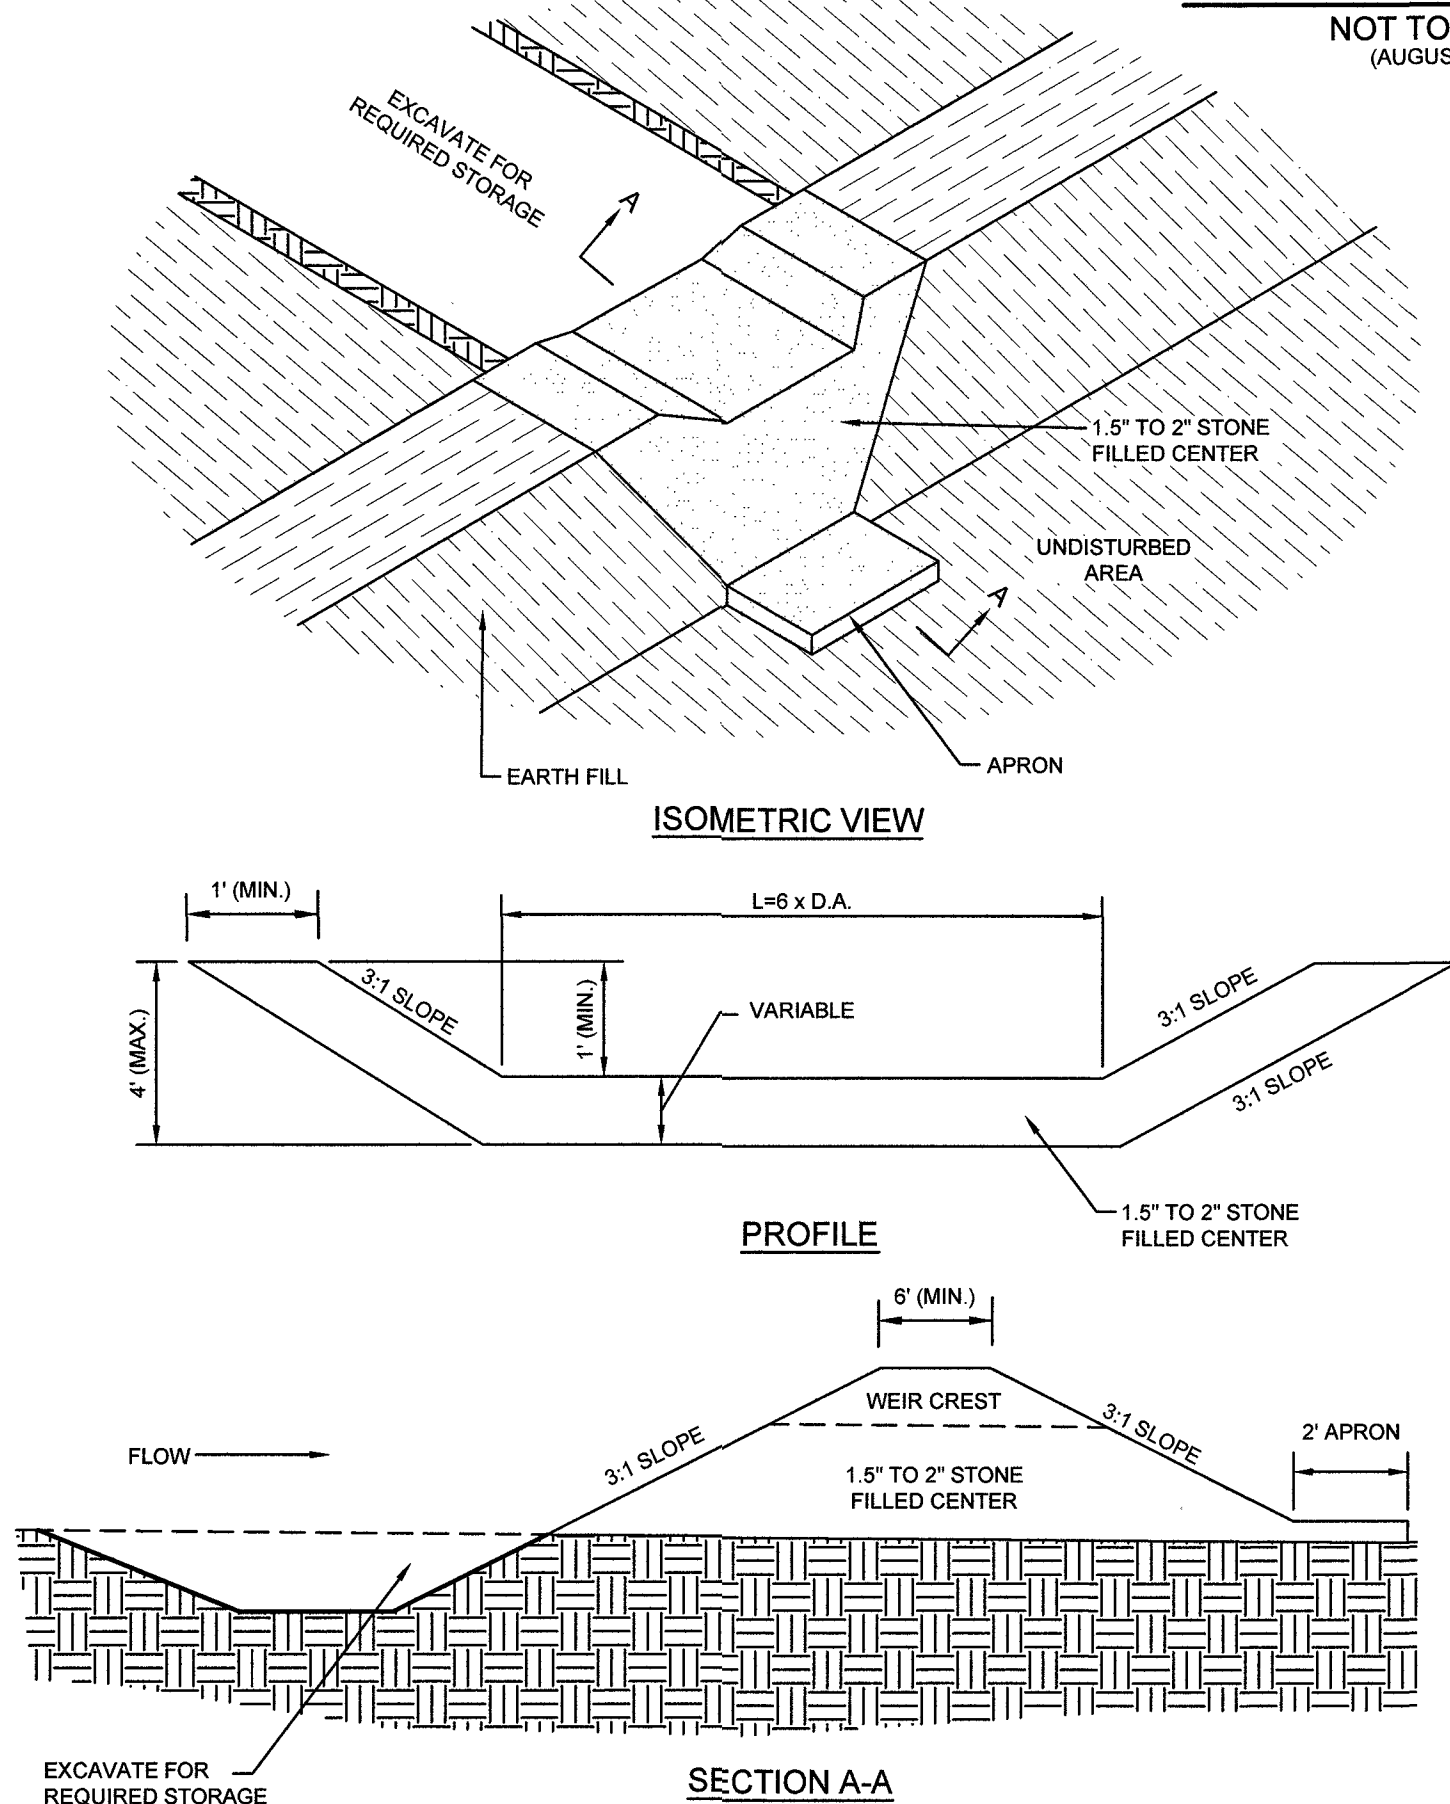 NOT TO
(AUGUS
EXCAVATE FOR
REQUIRED STORAGE
A
1.5" TO 2" STONE
FILLED CENTER
UNDISTURBED
AREA
A
APRON
EARTH FILL
ISOMETRIC VIEW
1' (MIN.)
L=6 x D.A.
3:1 SLOPE
4' (MAX.)
1' (MIN.)
VARIABLE
3:1 SLOPE
3:1 SLOPE
1.5" TO 2" STONE
FILLED CENTER
PROFILE
6' (MIN.)
WEIR CREST
FLOW
3:1 SLOPE
3:1 SLOPE
2' APRON
1.5" TO 2" STONE
FILLED CENTER
EXCAVATE FOR
REQUIRED STORAGE
SECTION A-A